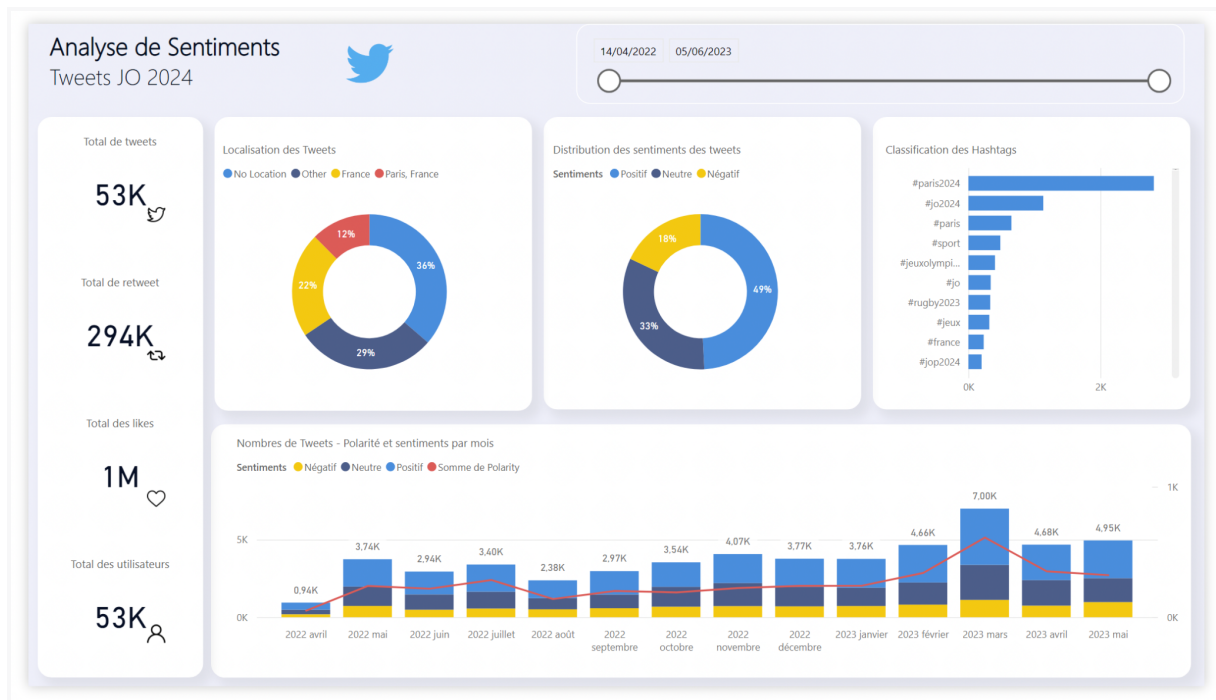 Analyse de Sentiments
Tweets JO 2024
14/04/2022 05/06/2023
Total de tweets
53K
Total de retweet
294K
Total des likes
1M
Total des utilisateurs
53K
Localisation des Tweets
No Location Other France Paris, France
12%
36%
22%
29%
Distribution des sentiments des tweets
Sentiments Positif Neutre Négatif
18%
49%
33%
Classification des Hashtags
#paris2024
#jo2024
#paris
#sport
#jeuxolympi...
#jo
#rugby2023
#jeux
#france
#jop2024
0K 2K
Nombres de Tweets - Polarité et sentiments par mois
Sentiments Négatif Neutre Positif Somme de Polarity
1K
5K
0K
0K
0,94K
3,74K
2,94K
3,40K
2,38K
2,97K
3,54K
4,07K
3,77K
3,76K
4,66K
7,00K
4,68K
4,95K
2022 avril
2022 mai
2022 juin
2022 juillet
2022 août
2022
septembre
2022
octobre
2022
novembre
2022
décembre
2023 janvier
2023 février
2023 mars
2023 avril
2023 mai